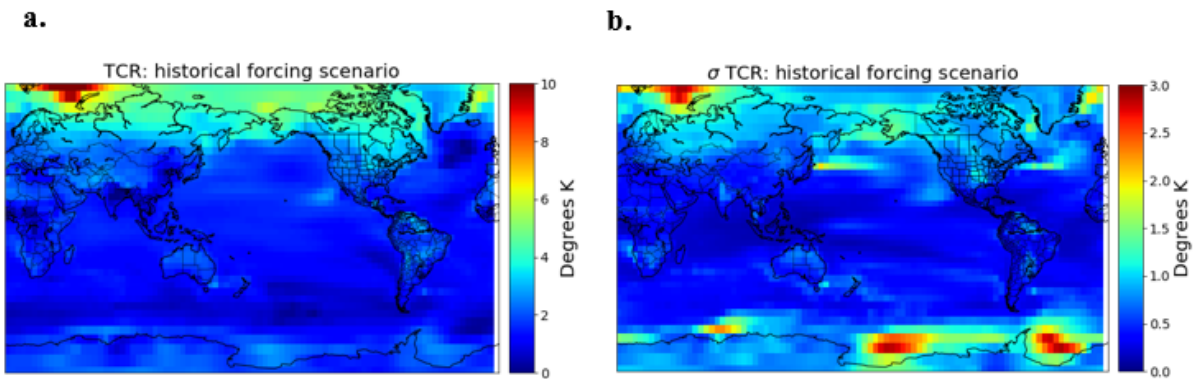 a.
b.
TCR: historical forcing scenario
10
8
6
4
2
0
Degrees K
σ TCR: historical forcing scenario
3.0
2.5
2.0
1.5
1.0
0.5
0.0
Degrees K